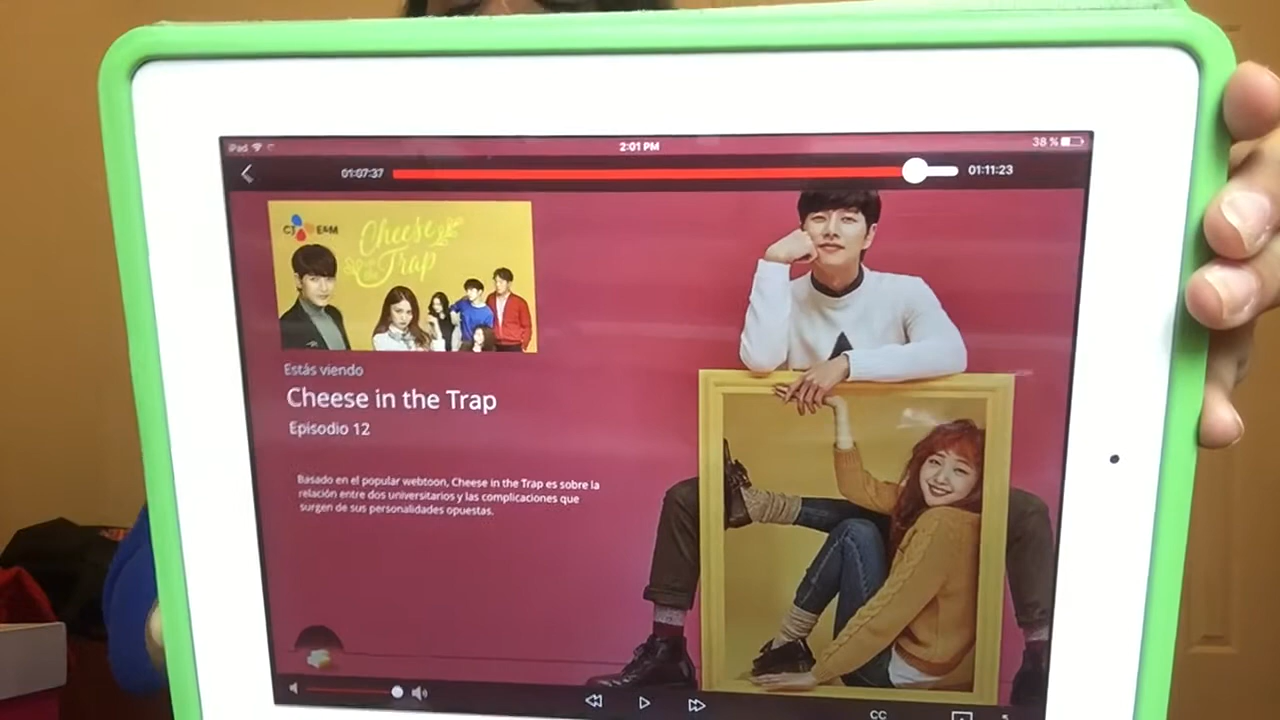 iPad
2:01 PM
38 %
01:07:37
01:11:23
CJ E&M
Cheese
in the
Trap
Estás viendo
Cheese in the Trap
Episodio 12
Basado en el popular webtoon, Cheese in the Trap es sobre la
relación entre dos universitarios y las complicaciones que
surgen de sus personalidades opuestas.
CC